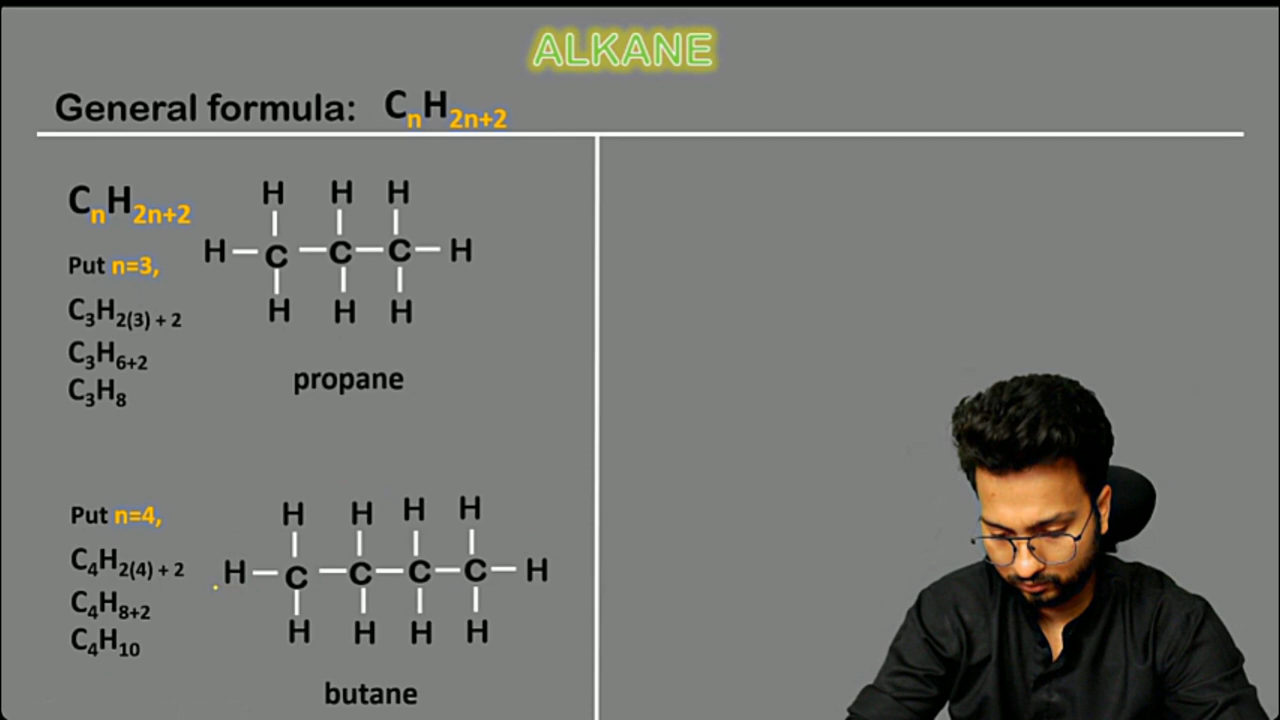 ALKANE
General formula: CnH2n+2
CnH2n+2
Put n=3,
C3H2(3) + 2
C3H6+2
C3H8
H H H
H C C C H
H H H
propane
Put n=4,
C4H2(4) + 2
C4H8+2
C4H10
H H H H
H C C C C H
H H H H
butane